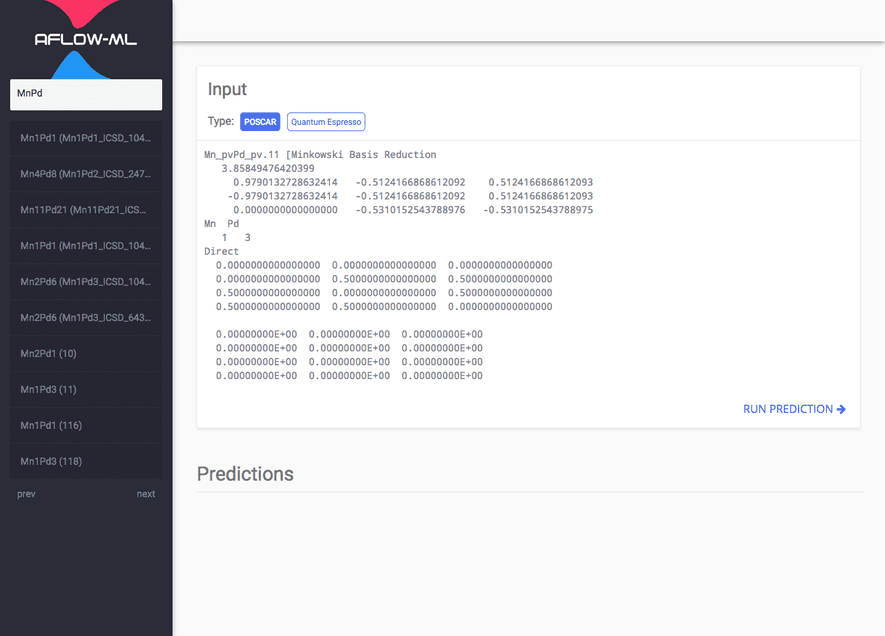 AFLOW-ML
MnPd
Mn1Pd1 (Mn1Pd1_ICSD_104...
Mn4Pd8 (Mn1Pd2_ICSD_247...
Mn11Pd21 (Mn11Pd21_ICS...
Mn1Pd1 (Mn1Pd1_ICSD_104...
Mn2Pd6 (Mn1Pd3_ICSD_104...
Mn2Pd6 (Mn1Pd3_ICSD_643...
Mn2Pd1 (10)
Mn1Pd3 (11)
Mn1Pd1 (116)
Mn1Pd3 (118)
prev next
Input
Type: POSCAR Quantum Espresso
Mn_pvPd_pv.11 [Minkowski Basis Reduction
3.85849476420399
0.9790132728632414 -0.5124166868612092 0.5124166868612093
-0.9790132728632414 -0.5124166868612092 0.5124166868612093
0.0000000000000000 -0.5310152543788976 -0.5310152543788975
Mn Pd
1 3
Direct
0.0000000000000000 0.0000000000000000 0.0000000000000000
0.0000000000000000 0.5000000000000000 0.5000000000000000
0.5000000000000000 0.0000000000000000 0.5000000000000000
0.5000000000000000 0.5000000000000000 0.0000000000000000
0.00000000E+00 0.00000000E+00 0.00000000E+00
0.00000000E+00 0.00000000E+00 0.00000000E+00
0.00000000E+00 0.00000000E+00 0.00000000E+00
0.00000000E+00 0.00000000E+00 0.00000000E+00
RUN PREDICTION →
Predictions